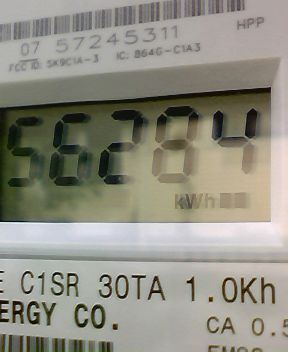 HPP
07 57245311
FCC ID: SK9C1A-3 IC: 864G-C1A3
56284
kWh
E C1SR 30TA 1.0Kh
ERGY CO.
CA 0.5